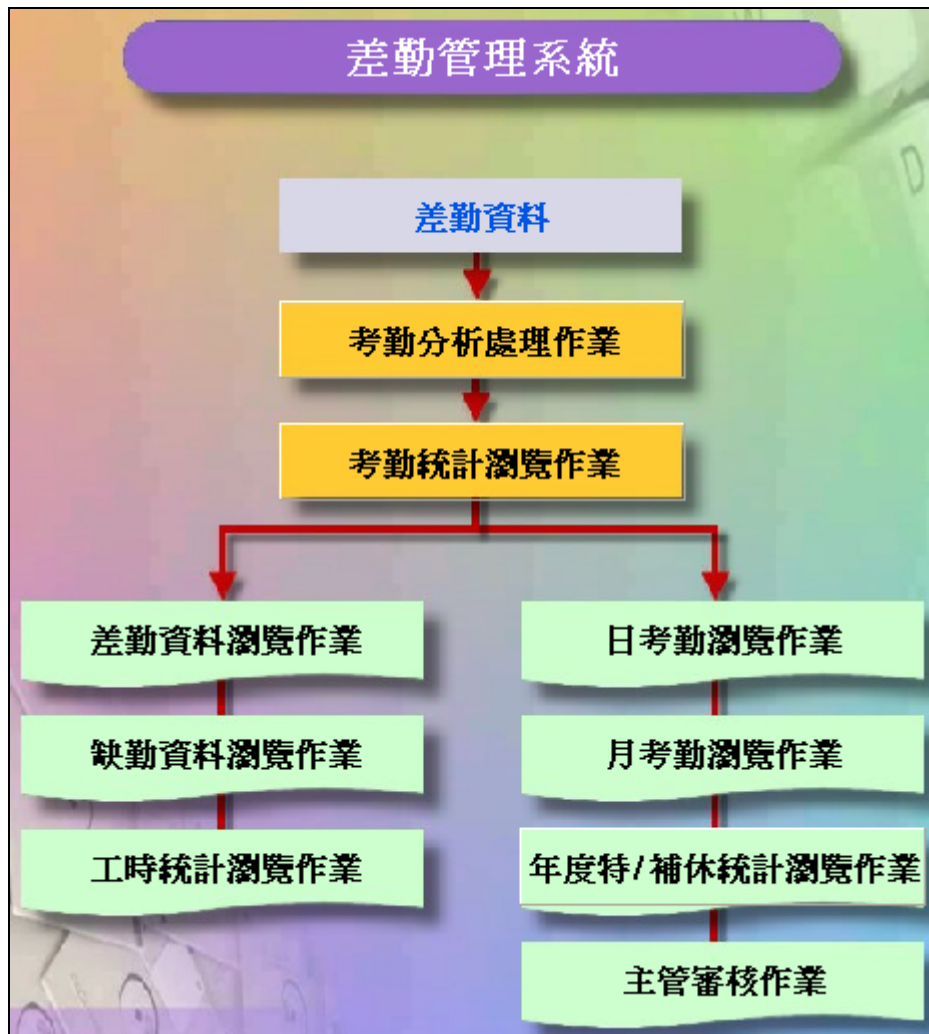 差勤管理系統
差勤資料
考勤分析處理作業
考勤統計瀏覽作業
差勤資料瀏覽作業
缺勤資料瀏覽作業
工時統計瀏覽作業
日考勤瀏覽作業
月考勤瀏覽作業
年度特/補休統計瀏覽作業
主管審核作業
D